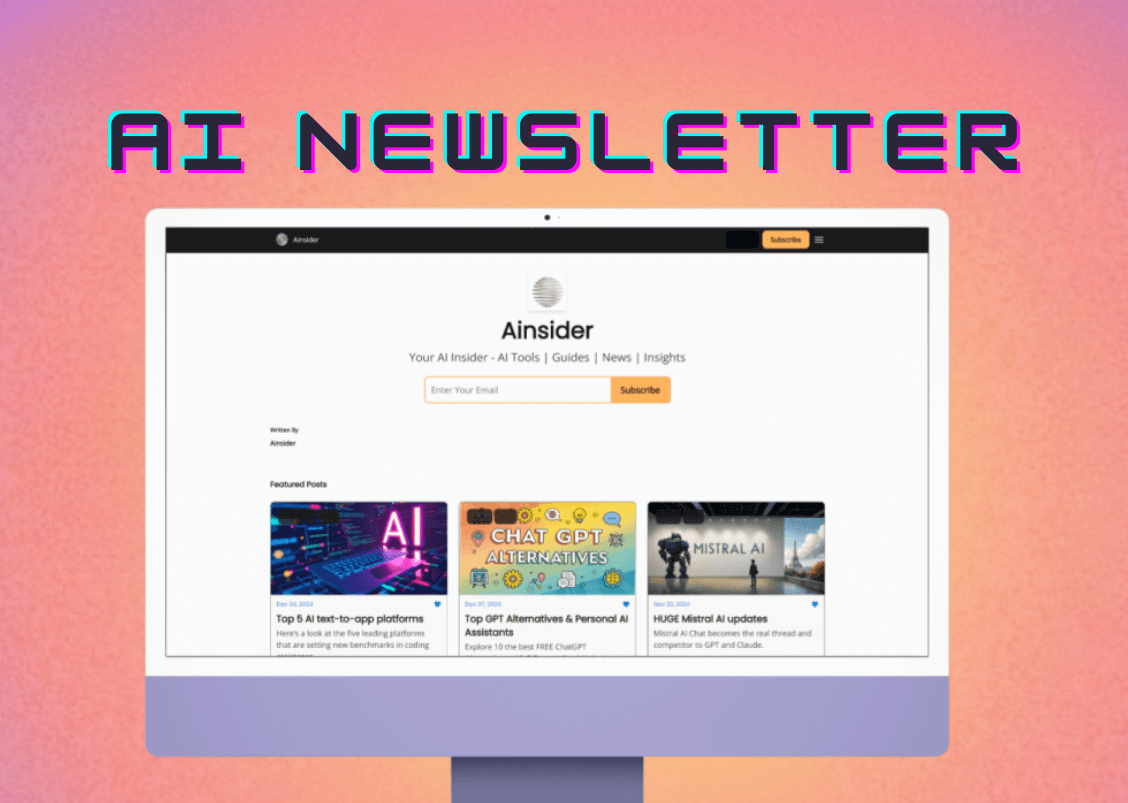 AI NEWSLETTER
Ainsider
Subscribe
Ainsider
Your AI Insider - AI Tools | Guides | News | Insights
Enter Your Email
Subscribe
Written By
Ainsider
Featured Posts
AI
CHAT GPT
ALTERNATIVES
MISTRAL AI
Dec 24, 2024
Top 5 AI text-to-app platforms
Here's a look at the five leading platforms
that are setting new benchmarks in coding
Dec 07, 2024
Top GPT Alternatives & Personal AI
Assistants
Explore 10 the best FREE ChatGPT
Nov 20, 2024
HUGE Mistral AI updates
Mistral AI Chat becomes the real thread and
competitor to GPT and Claude.